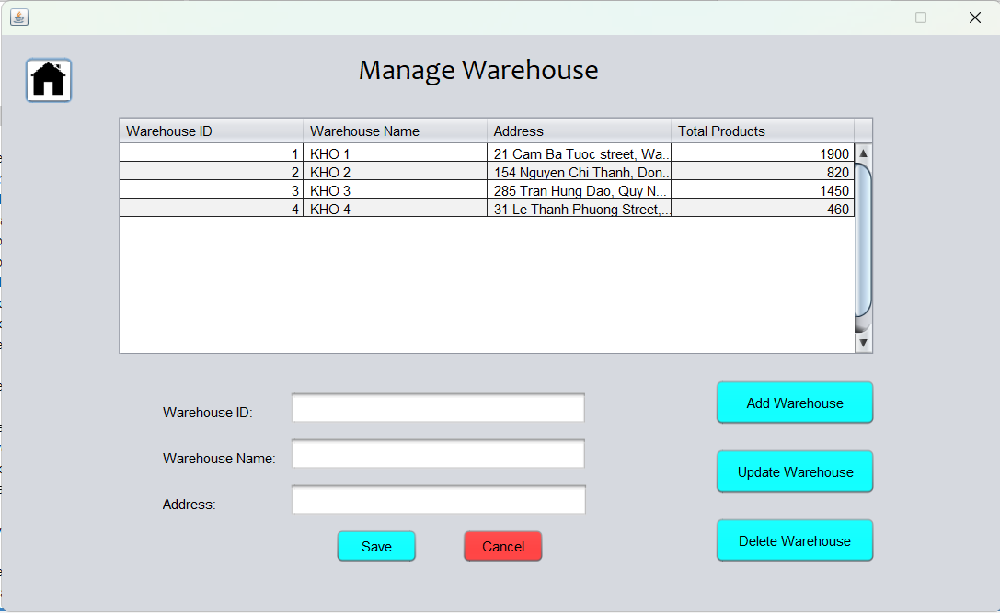 Manage Warehouse
Warehouse ID Warehouse Name Address Total Products
1 KHO 1 21 Cam Ba Tuoc street, Wa... 1900
2 KHO 2 154 Nguyen Chi Thanh, Don... 820
3 KHO 3 285 Tran Hung Dao, Quy N... 1450
4 KHO 4 31 Le Thanh Phuong Street,... 460
Warehouse ID:
Warehouse Name:
Address:
Save Cancel
Add Warehouse
Update Warehouse
Delete Warehouse